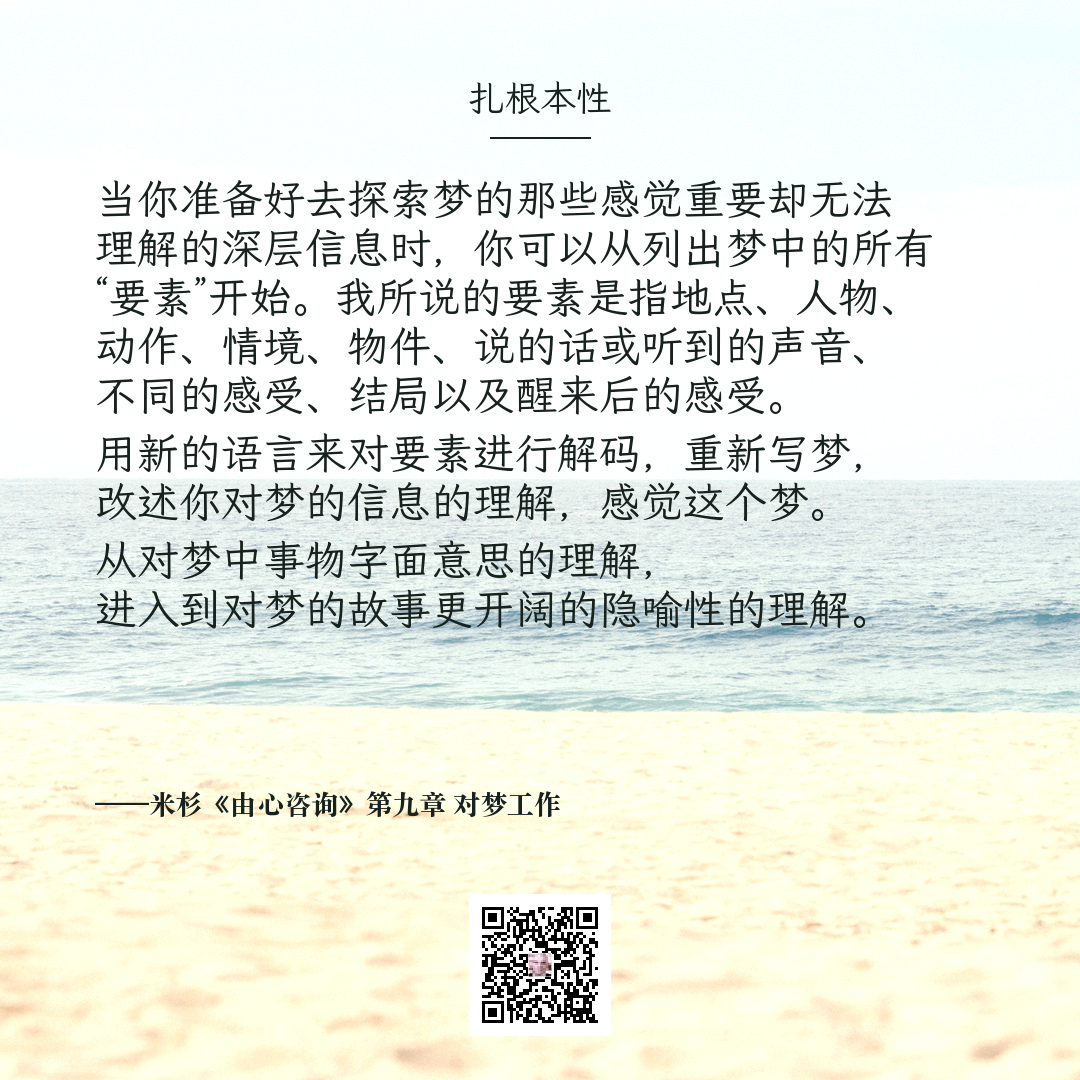 扎根本性
当你准备好去探索梦的那些感觉重要却无法
理解的深层信息时，你可以从列出梦中的所有
“要素”开始。我所说的要素是指地点、人物、
动作、情境、物件、说的话或听到的声音、
不同的感受、结局以及醒来后的感受。
用新的语言来对要素进行解码，重新写梦，
改述你对梦的信息的理解，感觉这个梦。
从对梦中事物字面意思的理解，
进入到对梦的故事更开阔的隐喻性的理解。
——米杉《由心咨询》第九章 对梦工作